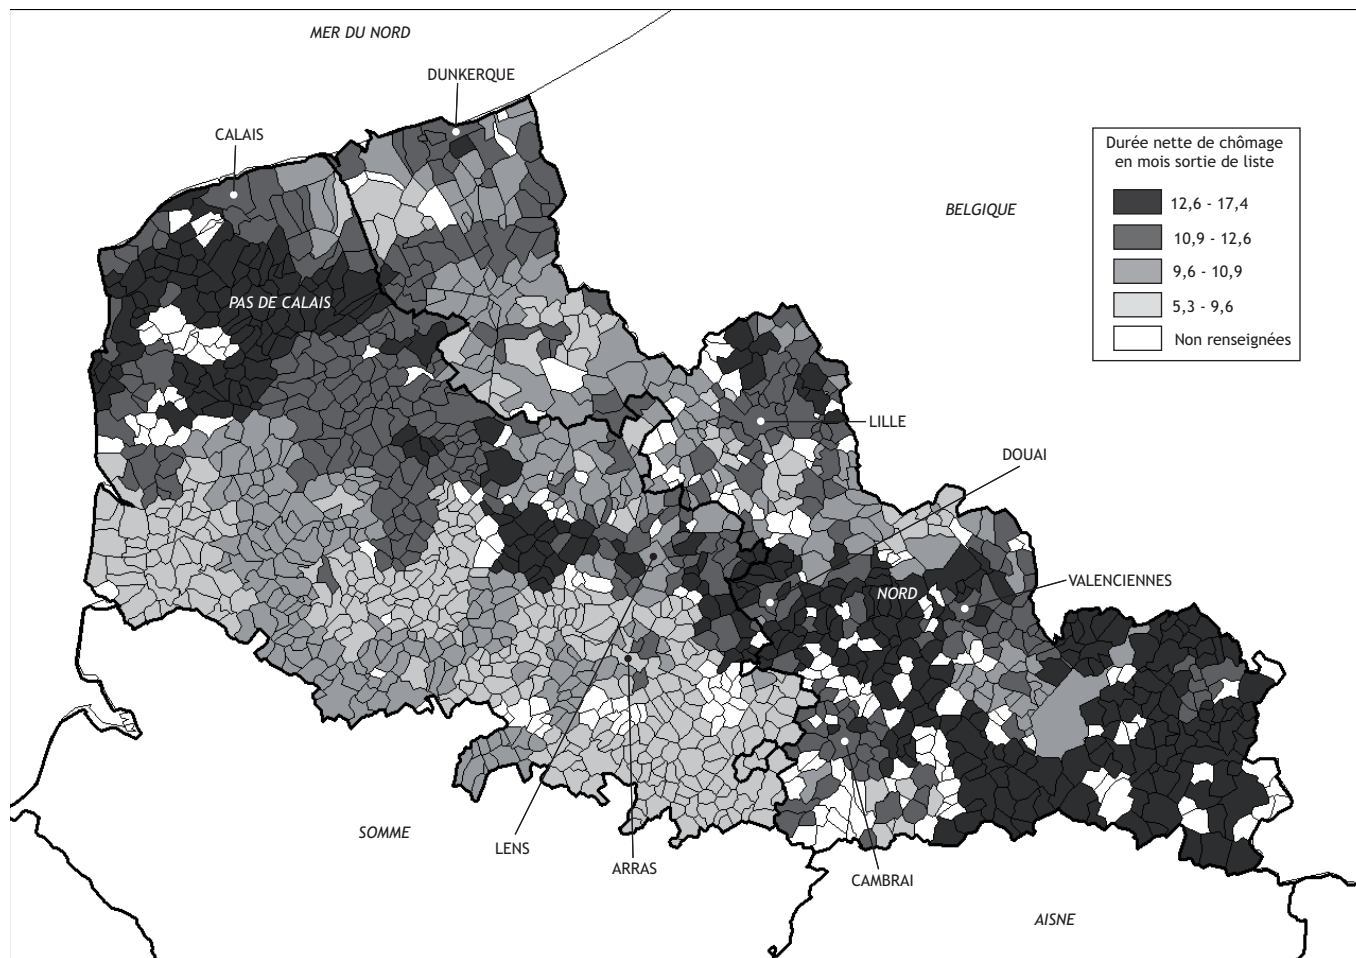 MER DU NORD
DUNKERQUE
CALAIS
Durée nette de chômage
en mois sortie de liste
12,6 - 17,4
10,9 - 12,6
9,6 - 10,9
5,3 - 9,6
Non renseignées
BELGIQUE
PAS DE CALAIS
LILLE
DOUAI
VALENCIENNES
NORD
SOMME
LENS
ARRAS
CAMBRAI
AISNE